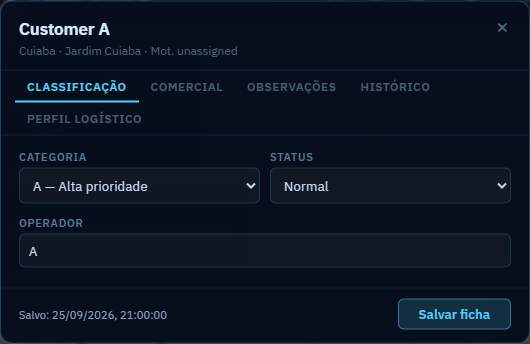 Customer A
Cuiaba · Jardim Cuiaba · Mot. unassigned
CLASSIFICAÇÃO COMERCIAL OBSERVAÇÕES HISTÓRICO
PERFIL LOGÍSTICO
CATEGORIA STATUS
A — Alta prioridade Normal
OPERADOR
A
Salvo: 25/09/2026, 21:00:00 Salvar ficha